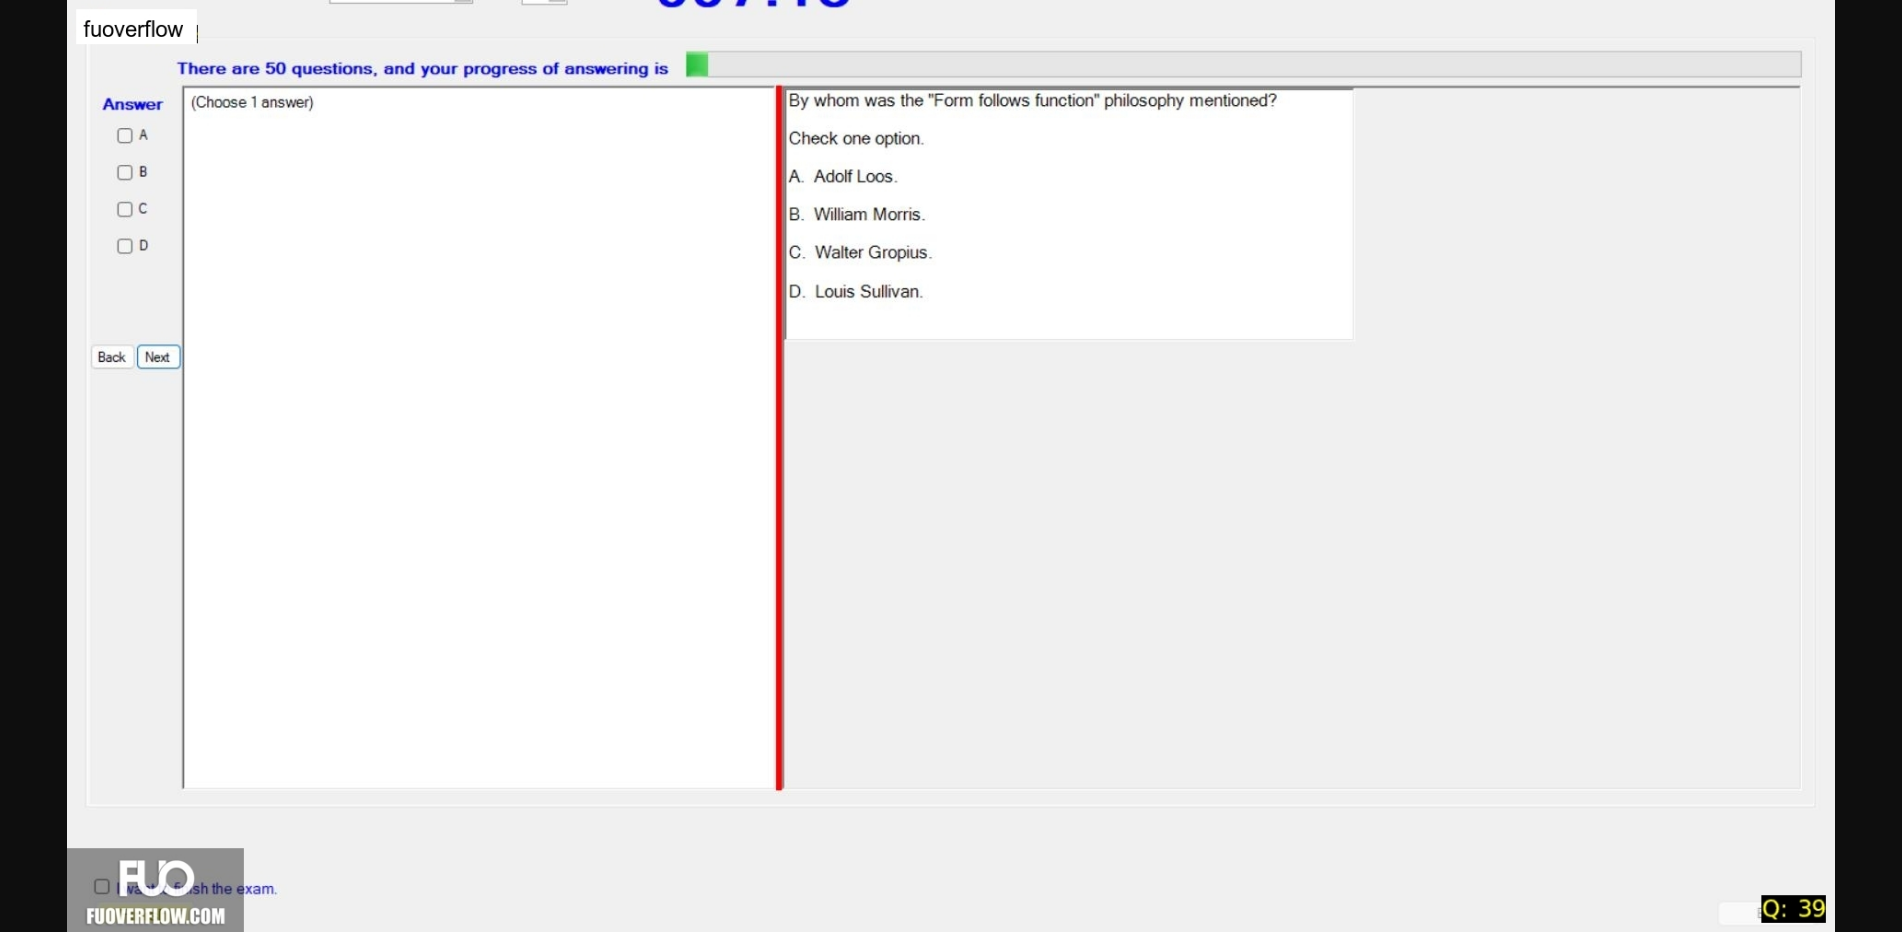 fuoverflow
There are 50 questions, and your progress of answering is
Answer
(Choose 1 answer)
A
B
C
D
Back Next
By whom was the "Form follows function" philosophy mentioned?
Check one option.
A. Adolf Loos.
B. William Morris.
C. Walter Gropius.
D. Louis Sullivan.
FUO
sh the exam.
FUOVERFLOW.COM
Q: 39